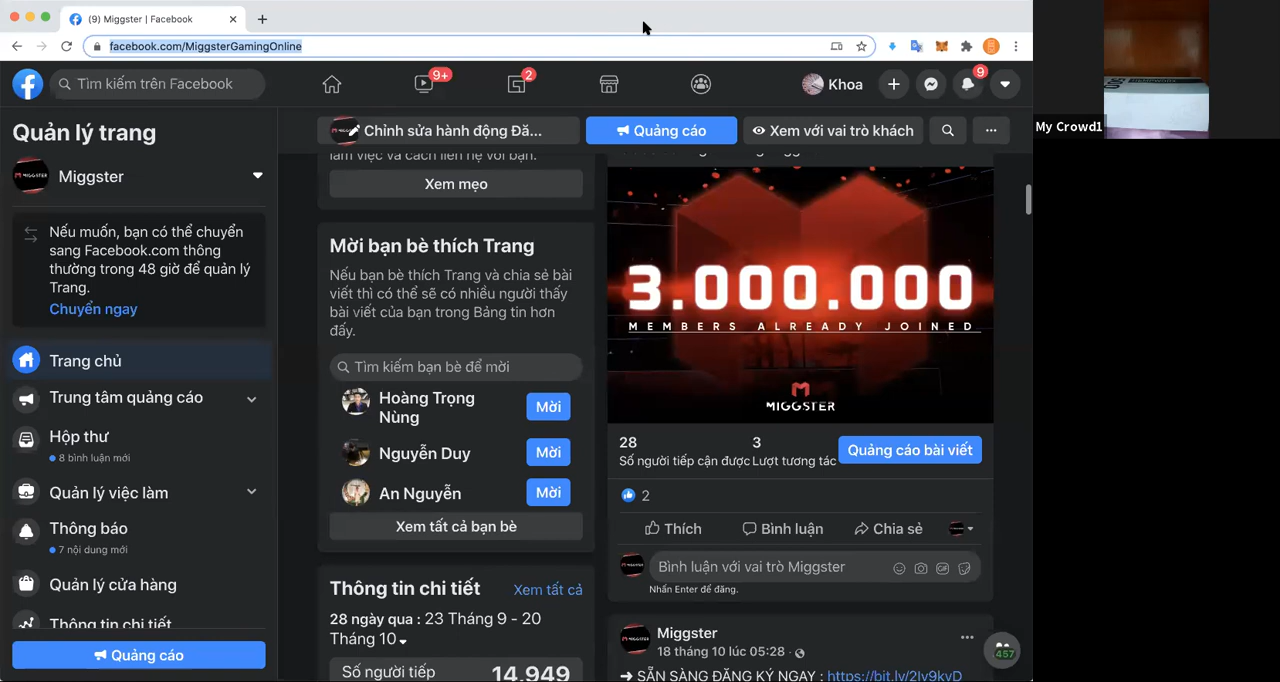 (9) Miggster | Facebook
facebook.com/MiggsterGamingOnline
Tìm kiếm trên Facebook
9+
2
Khoa
9
Quản lý trang
Miggster
Nếu muốn, bạn có thể chuyển
sang Facebook.com thông
thường trong 48 giờ để quản lý
Trang.
Chuyển ngay
Trang chủ
Trung tâm quảng cáo
Hộp thư
8 bình luận mới
Quản lý việc làm
Thông báo
7 nội dung mới
Quản lý cửa hàng
Thông tin chi tiết
Quảng cáo
Chỉnh sửa hành động Đă...
Quảng cáo
Xem với vai trò khách
làm việc và cách liên hệ với bạn.
Xem mẹo
Mời bạn bè thích Trang
Nếu bạn bè thích Trang và chia sẻ bài
viết thì có thể sẽ có nhiều người thấy
bài viết của bạn trong Bảng tin hơn
đấy.
Tìm kiếm bạn bè để mời
Hoàng Trọng
Nùng
Mời
Nguyễn Duy
Mời
An Nguyễn
Mời
Xem tất cả bạn bè
Thông tin chi tiết
Xem tất cả
28 ngày qua : 23 Tháng 9 - 20
Tháng 10
Số người tiếp
14.949
3.000.000
MEMBERS ALREADY JOINED
MIGGSTER
28
Số người tiếp cận được
3
Lượt tương tác
Quảng cáo bài viết
2
Thích
Bình luận
Chia sẻ
Bình luận với vai trò Miggster
GIF
Nhấn Enter để đăng.
Miggster
18 tháng 10 lúc 05:28
➜ SẴN SÀNG ĐĂNG KÝ NGAY : https://bit.ly/2Iy9kyD
457
My Crowd1